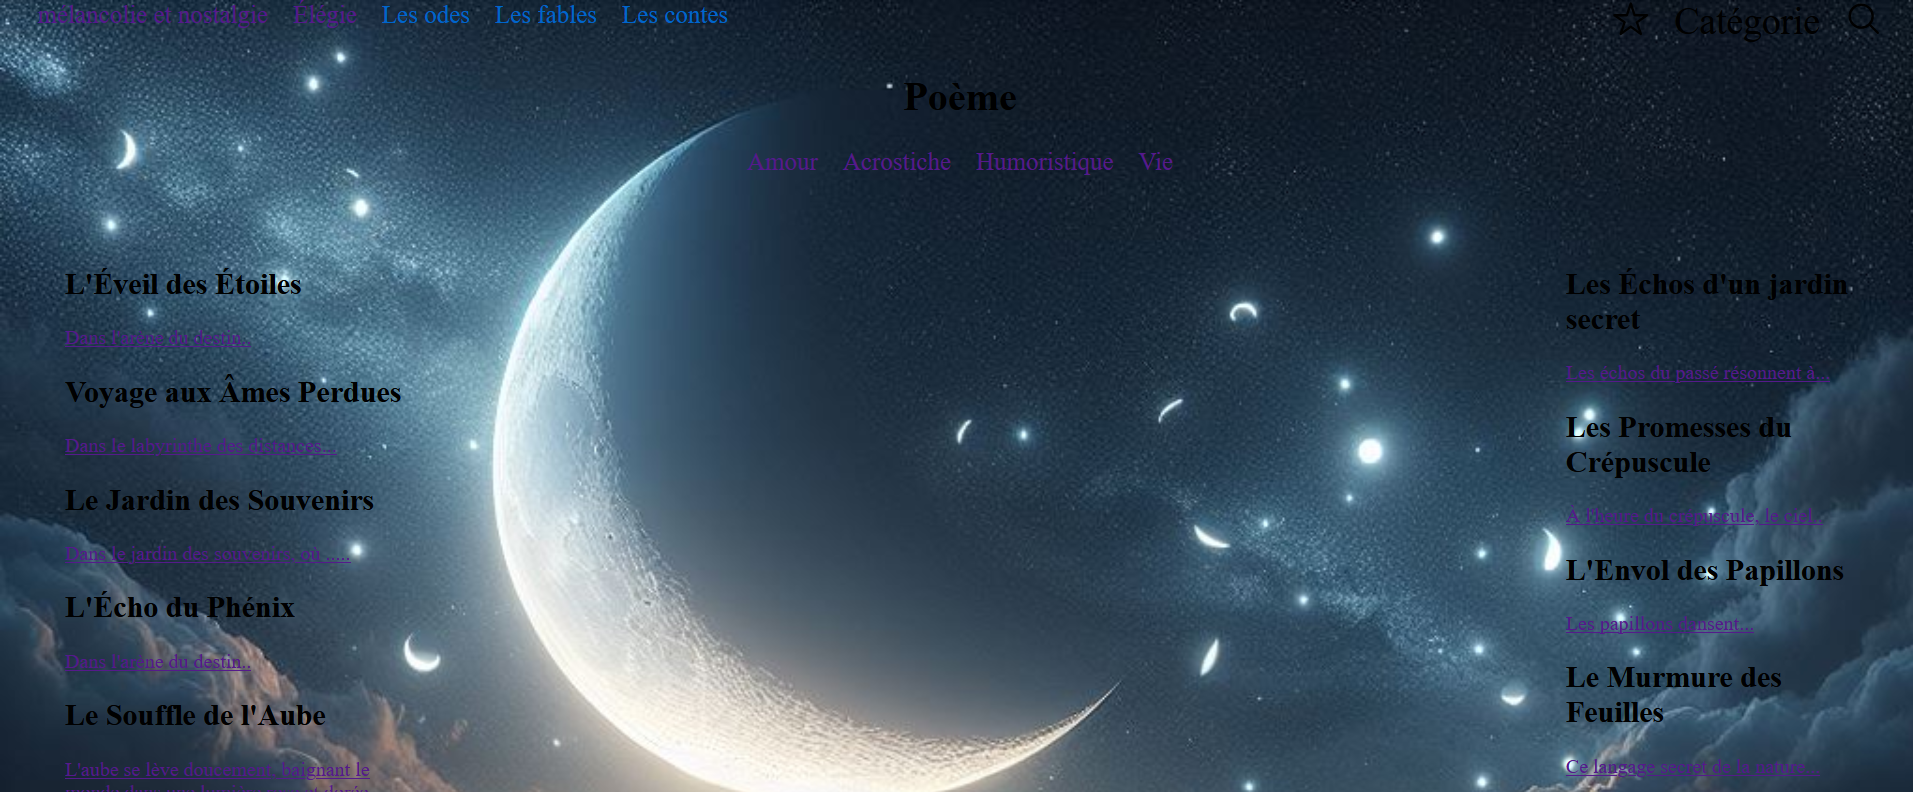 mélancolie et nostalgie Élégie Les odes Les fables Les contes
Catégorie
Poème
Amour Acrostiche Humoristique Vie
L'Éveil des Étoiles
Dans l'arène du destin..
Voyage aux Âmes Perdues
Dans le labyrinthe des distances...
Le Jardin des Souvenirs
Dans le jardin des souvenirs, où .....
L'Écho du Phénix
Dans l'arène du destin..
Le Souffle de l'Aube
L'aube se lève doucement, baignant le
Les Échos d'un jardin
secret
Les échos du passé résonnent à...
Les Promesses du
Crépuscule
À l'heure du crépuscule, le ciel..
L'Envol des Papillons
Les papillons dansent...
Le Murmure des
Feuilles
Ce langage secret de la nature...